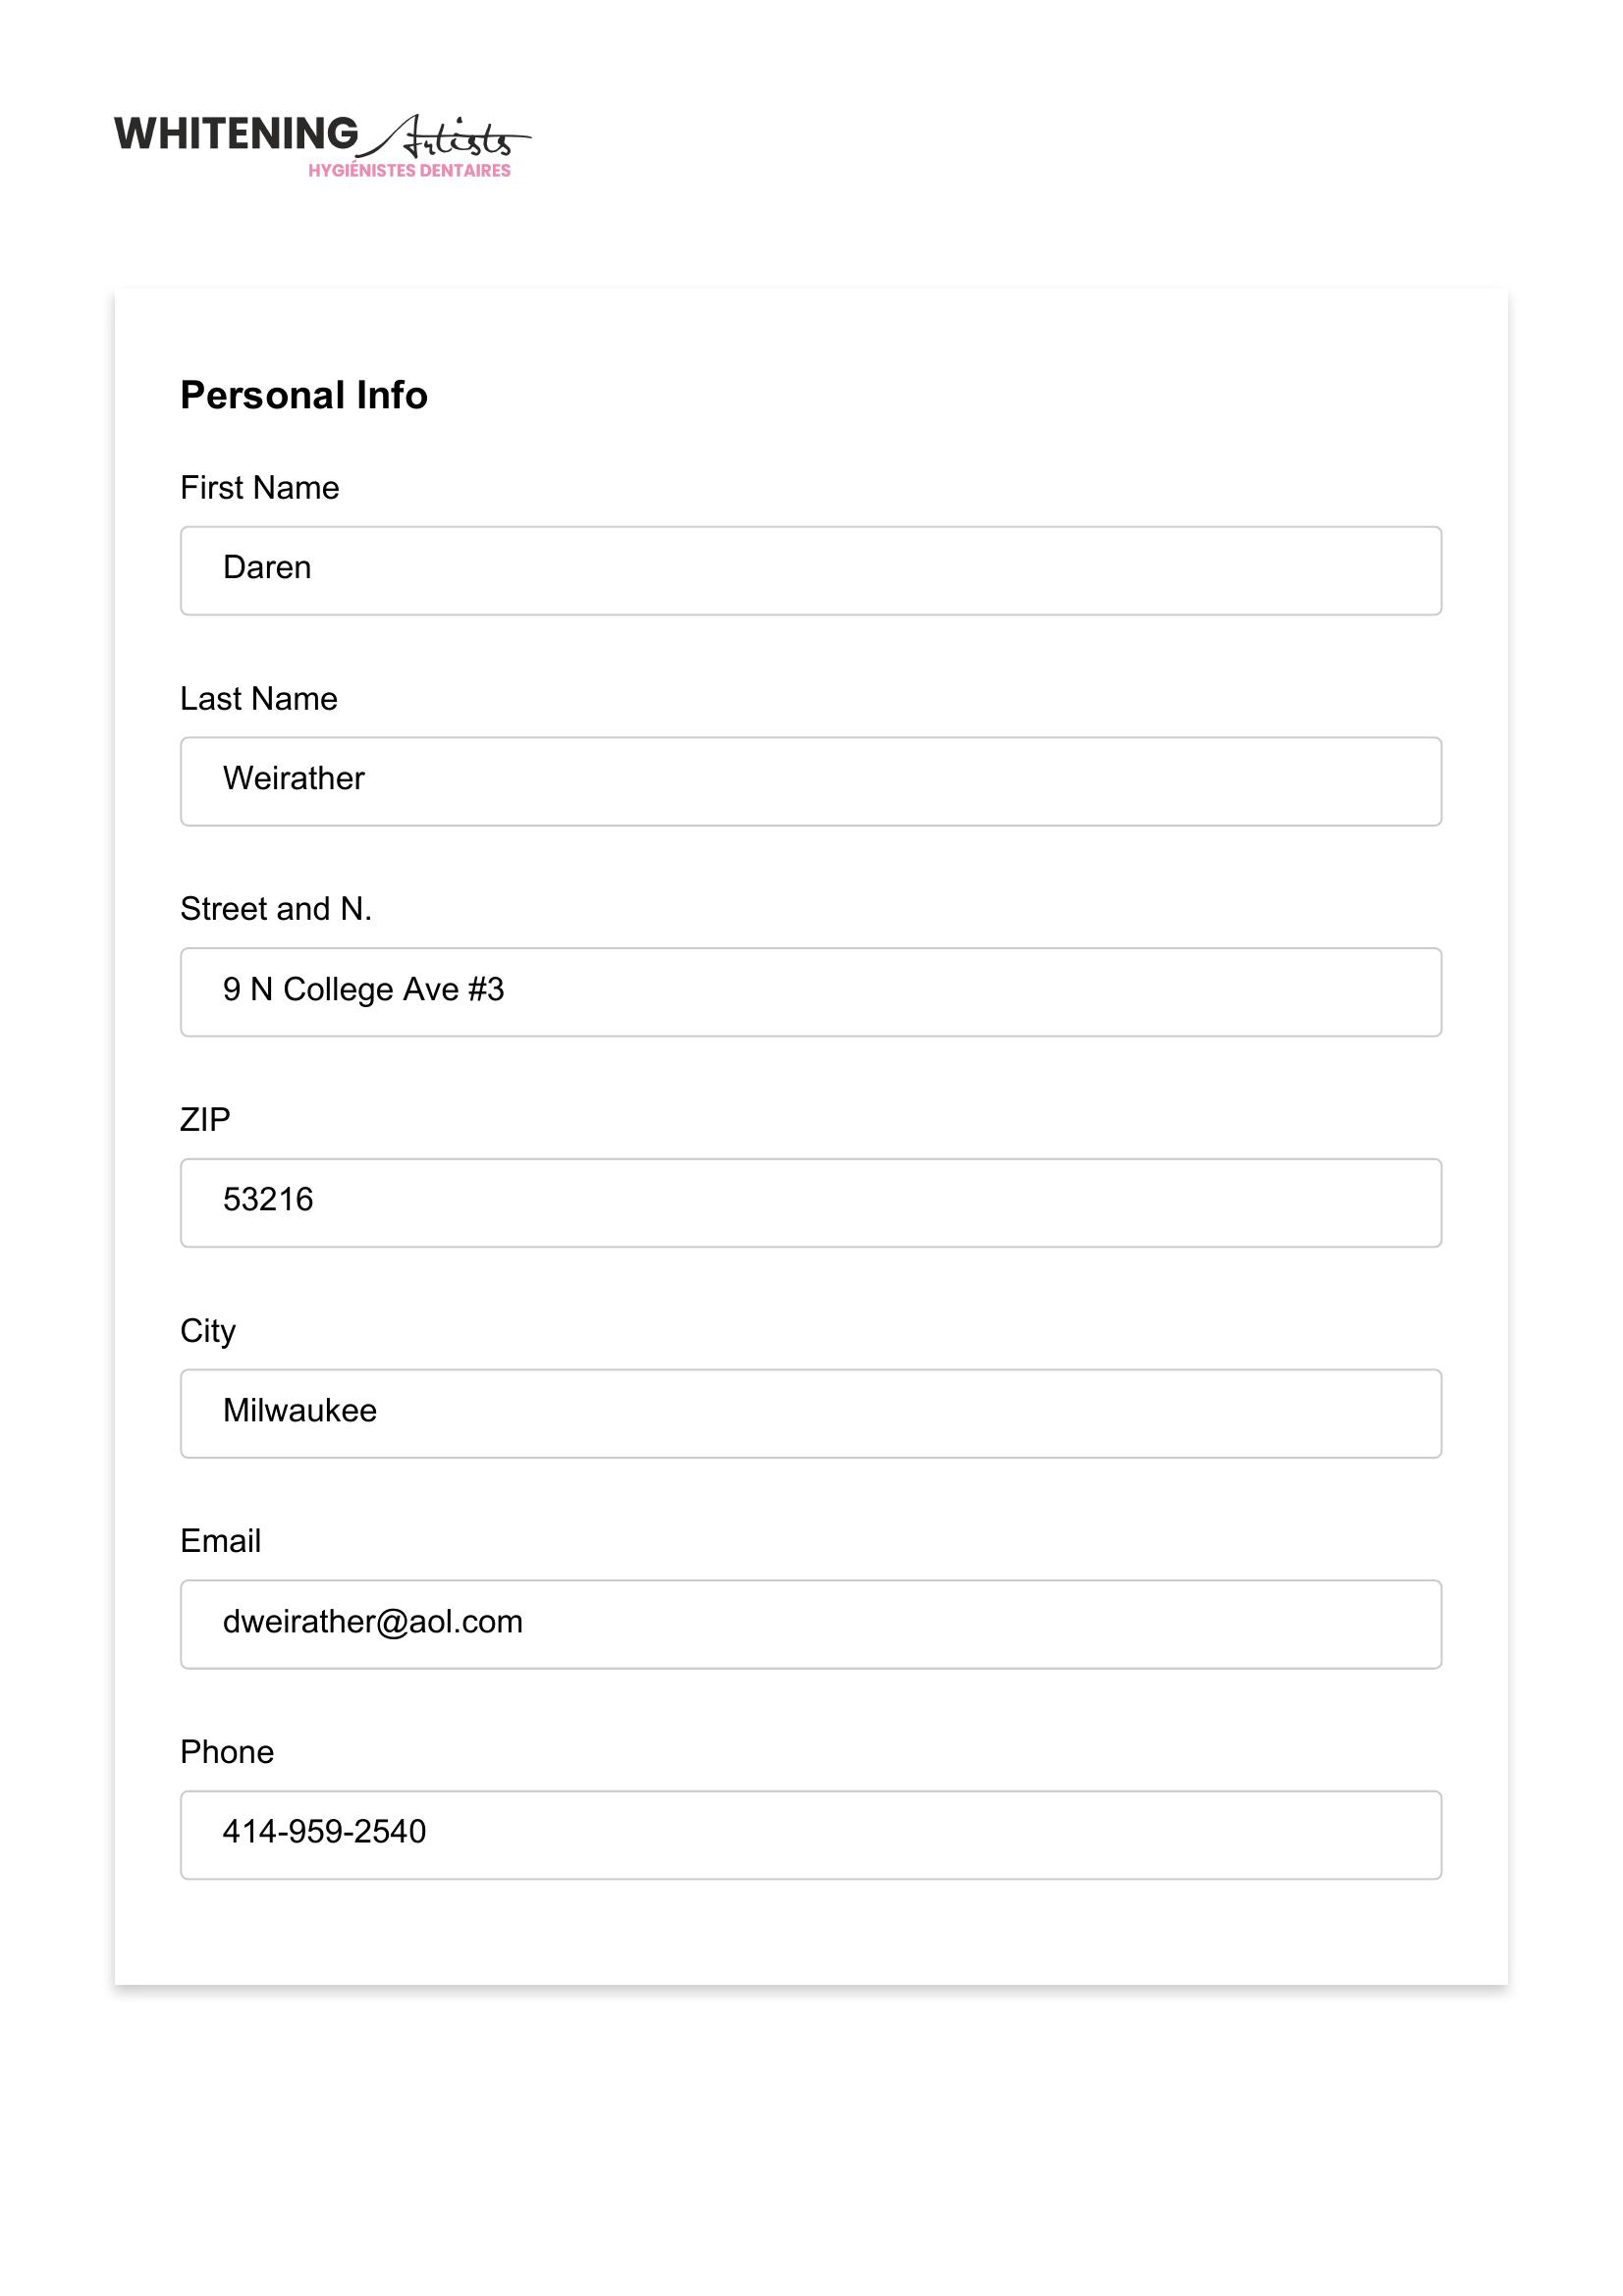 WHITENING Artists
HYGIÉNISTES DENTAIRES
Personal Info
First Name
Daren
Last Name
Weirather
Street and N.
9 N College Ave #3
ZIP
53216
City
Milwaukee
Email
dweirather@aol.com
Phone
414-959-2540